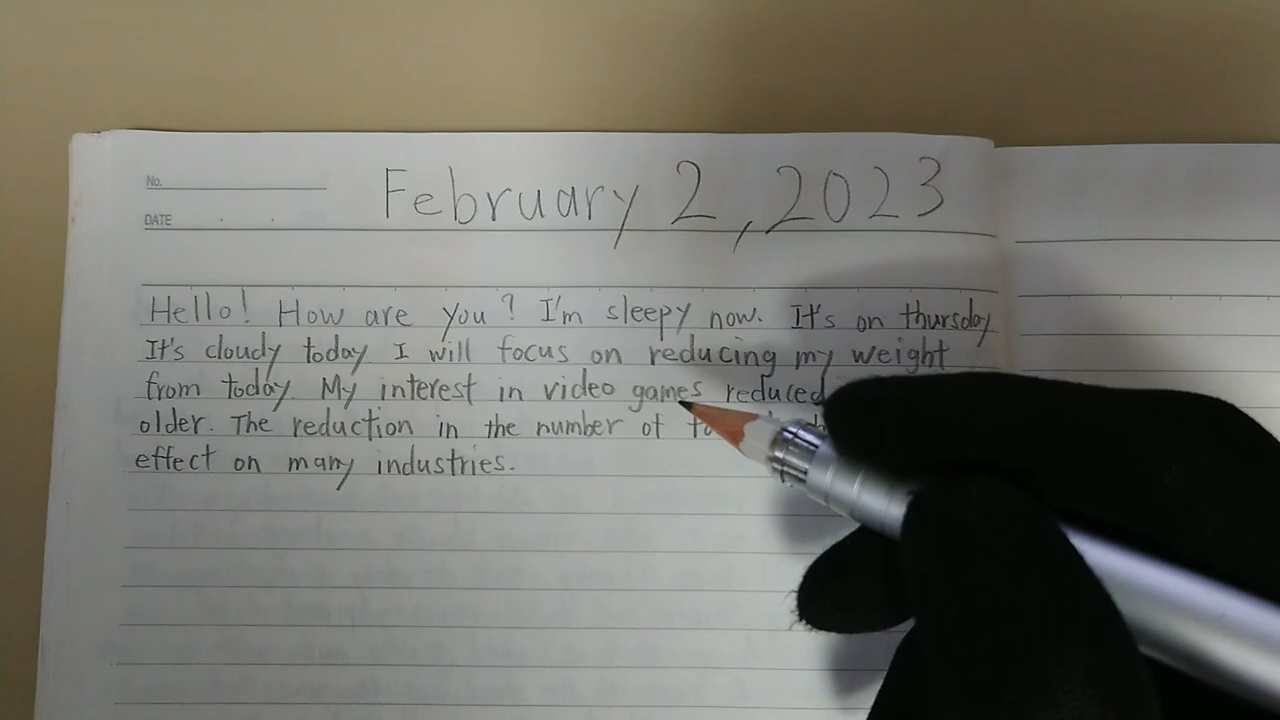 No.
February 2, 2023
DATE
Hello! How are you? I'm sleepy now. It's on thursday
It's cloudy today I will focus on reducing my weight
from today. My interest in video games reduced
older. The reduction in the number of
effect on many industries.